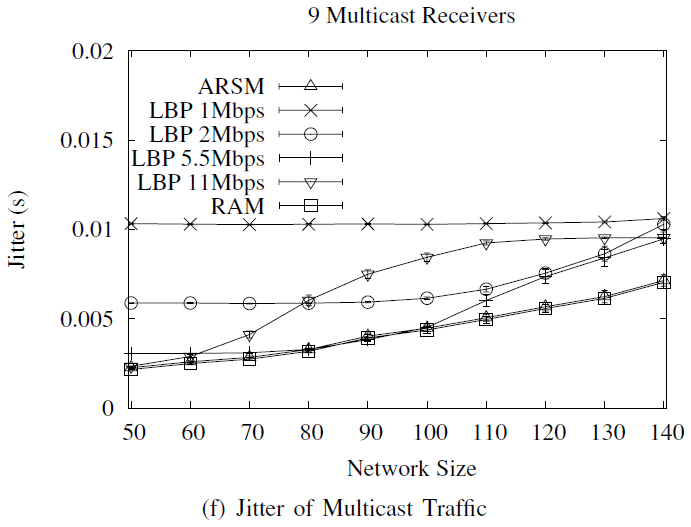 9 Multicast Receivers
0.02
0.015
0.01
0.005
0
Jitter (s)
ARSM
LBP 1Mbps
LBP 2Mbps
LBP 5.5Mbps
LBP 11Mbps
RAM
50 60 70 80 90 100 110 120 130 140
Network Size
(f) Jitter of Multicast Traffic